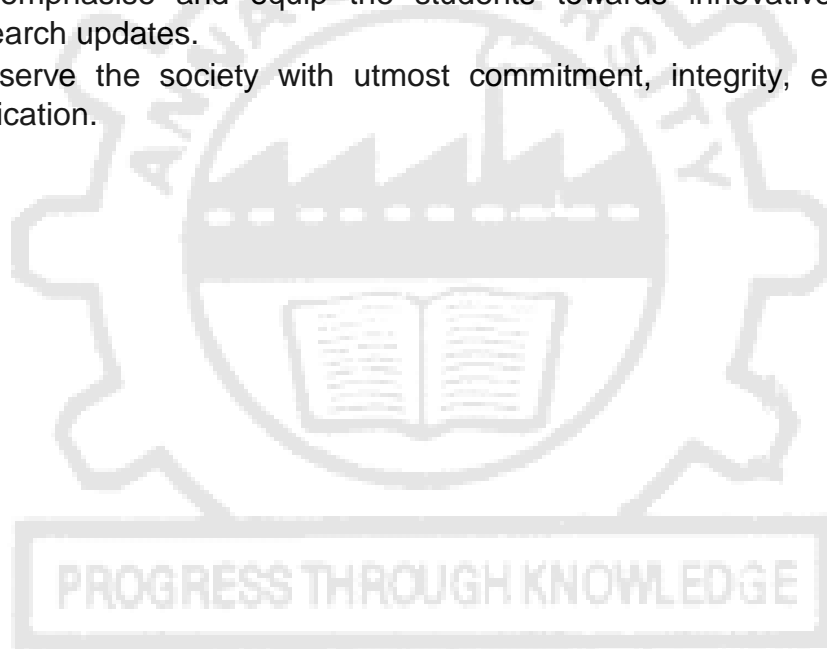 emphasise and equip the students towards innovative
earch updates.
serve the society with utmost commitment, integrity, e
ication.
PROGRESS THROUGH KNOWLEDGE